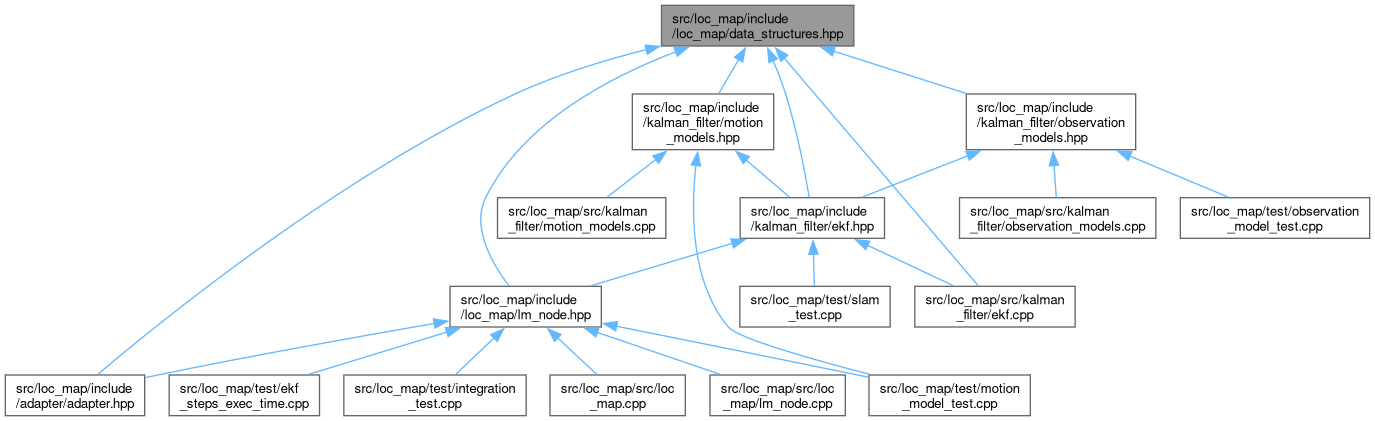 src/loc_map/include
/loc_map/data_structures.hpp
src/loc_map/include
/kalman_filter/motion
_models.hpp
src/loc_map/include
/kalman_filter/observation
_models.hpp
src/loc_map/src/kalman
_filter/motion_models.cpp
src/loc_map/include
/kalman_filter/ekf.hpp
src/loc_map/src/kalman
_filter/observation_models.cpp
src/loc_map/test/observation
_model_test.cpp
src/loc_map/include
/loc_map/lm_node.hpp
src/loc_map/test/slam
_test.cpp
src/loc_map/src/kalman
_filter/ekf.cpp
src/loc_map/include
/adapter/adapter.hpp
src/loc_map/test/ekf
_steps_exec_time.cpp
src/loc_map/test/integration
_test.cpp
src/loc_map/src/loc
_map.cpp
src/loc_map/src/loc
_map/lm_node.cpp
src/loc_map/test/motion
_model_test.cpp